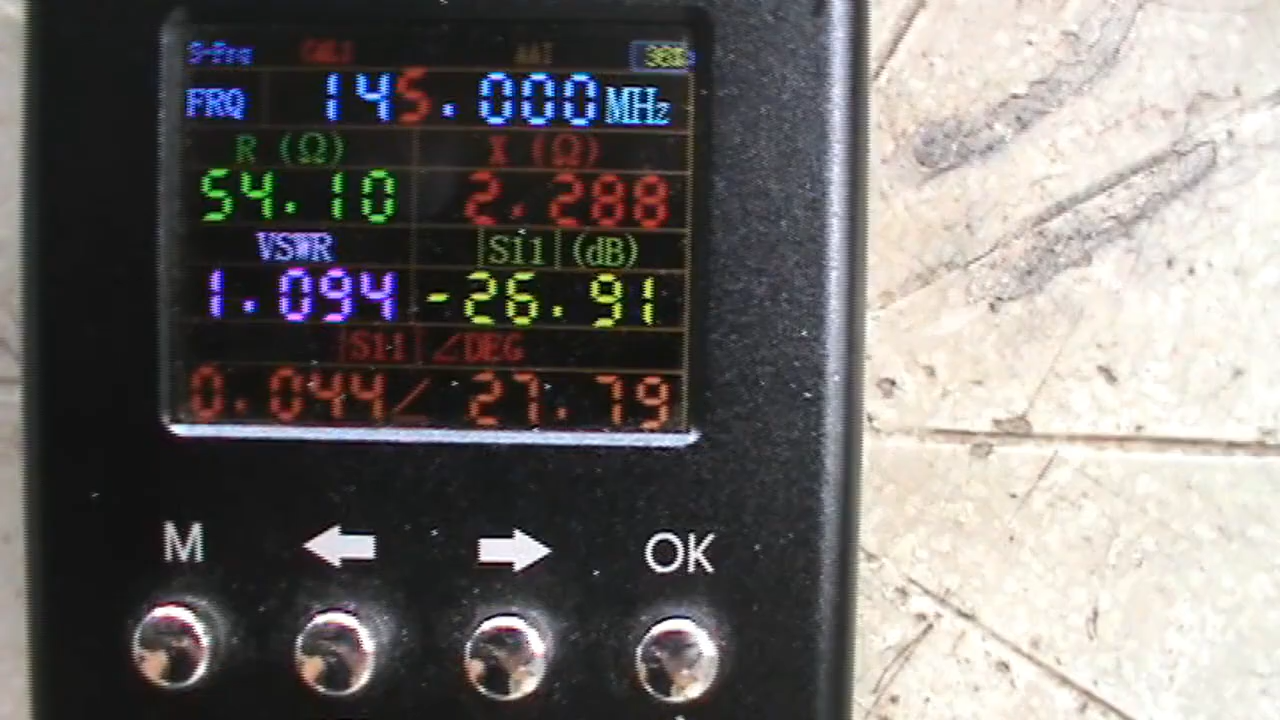 S-Frq
FRQ 145.000MHz
R (Ω) X (Ω)
54.10 2.288
VSWR |S11|(dB)
1.094 -26.91
|S11| ∠DEG
0.044∠ 27.79
M OK